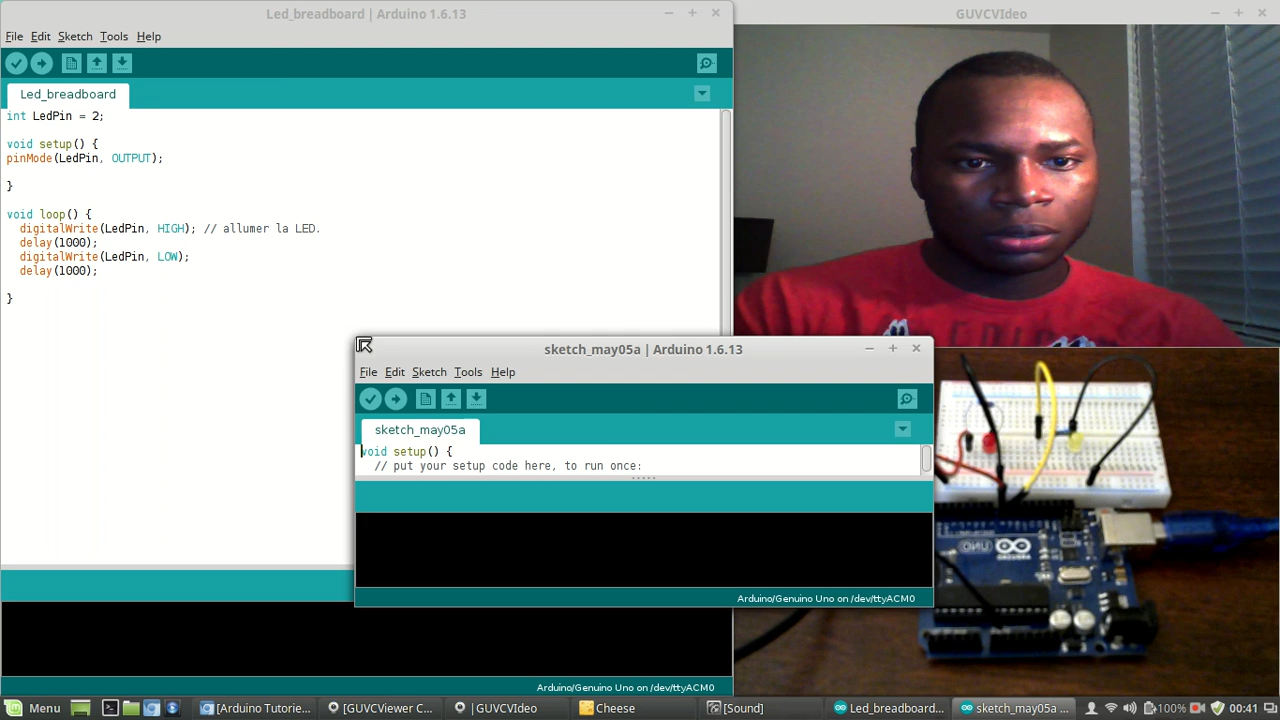 Led_breadboard | Arduino 1.6.13
File Edit Sketch Tools Help
Led_breadboard
int LedPin = 2;
void setup() {
pinMode(LedPin, OUTPUT);
}
void loop() {
digitalWrite(LedPin, HIGH); // allumer la LED.
delay(1000);
digitalWrite(LedPin, LOW);
delay(1000);
}
Arduino/Genuino Uno on /dev/ttyACM0
GUVCVIdeo
sketch_may05a | Arduino 1.6.13
File Edit Sketch Tools Help
sketch_may05a
void setup() {
// put your setup code here, to run once:
Arduino/Genuino Uno on /dev/ttyACM0
UNO
Menu [Arduino Tutorie... [GUVCViewer C... |GUVCVIdeo Cheese [Sound] Led_breadboard... sketch_may05a ... 100% 00:41